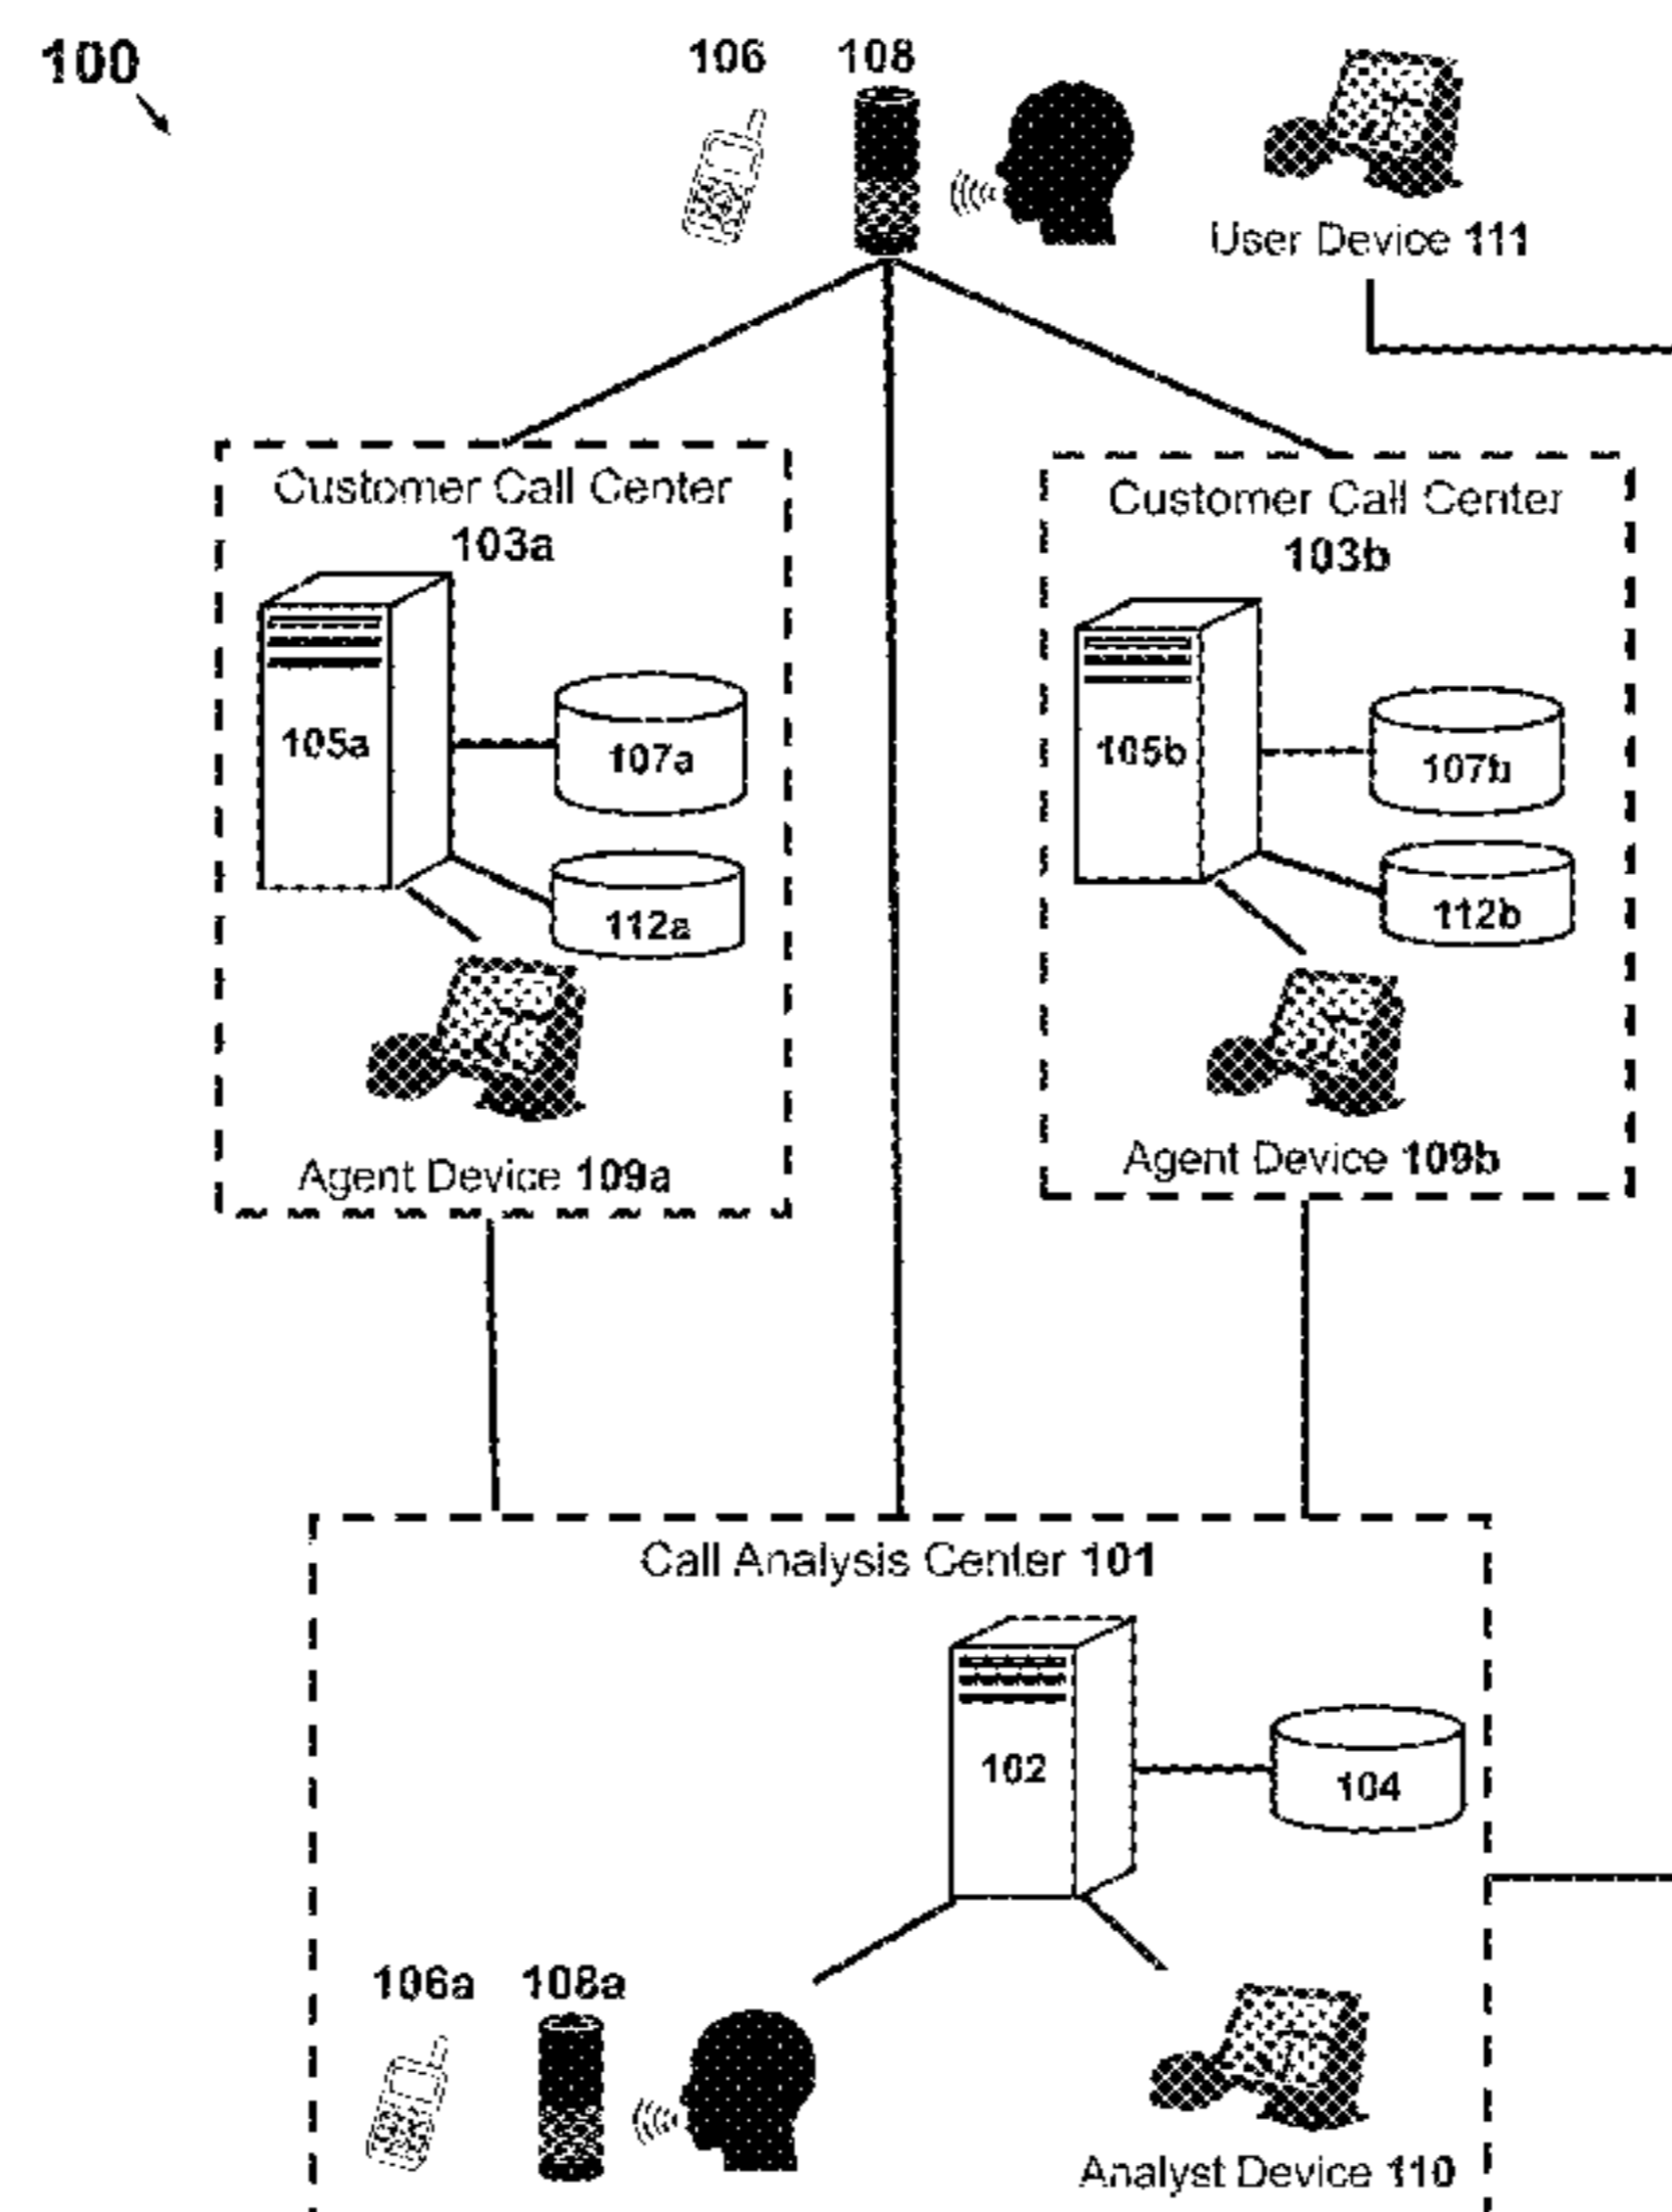 100
106 108
User Device 111
Customer Call Center
103a
Customer Call Center
103b
105a
107a
112a
Agent Device 109a
105b
107b
112b
Agent Device 109b
Call Analysis Center 101
102
104
106a 108a
Analyst Device 110